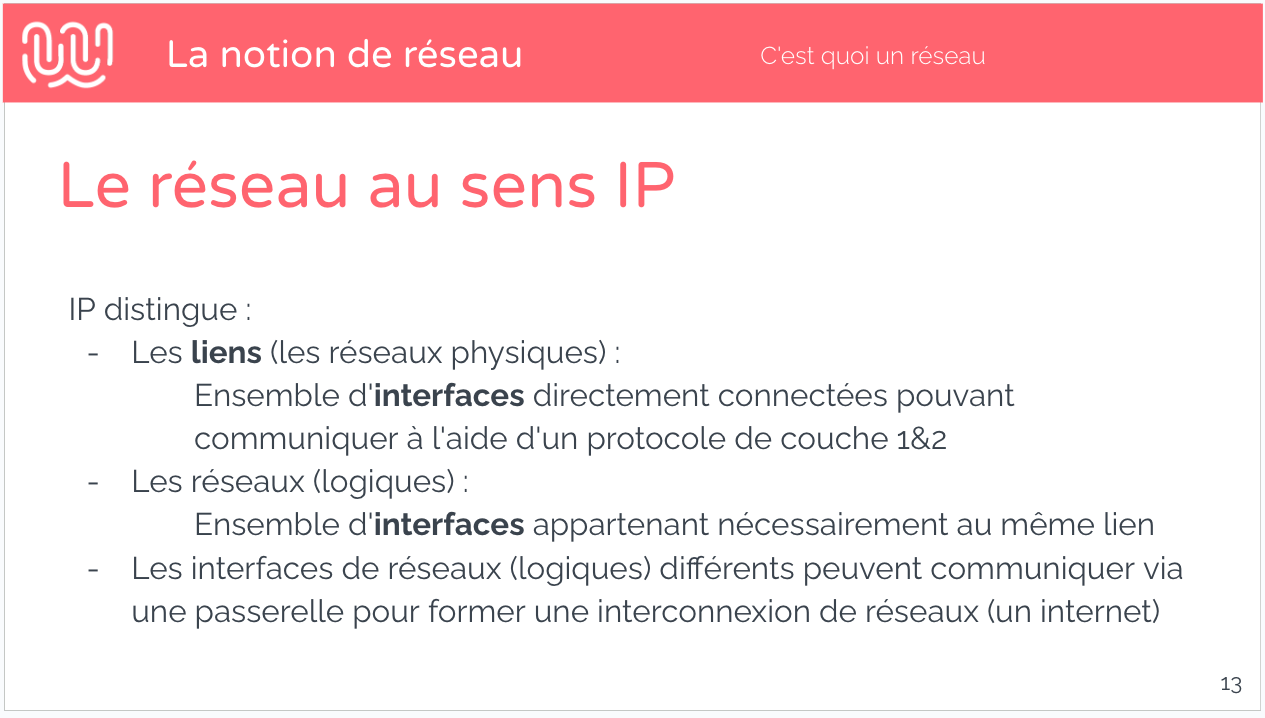 La notion de réseau
C'est quoi un réseau
Le réseau au sens IP
IP distingue :
- Les liens (les réseaux physiques) :
Ensemble d'interfaces directement connectées pouvant
communiquer à l'aide d'un protocole de couche 1&2
- Les réseaux (logiques) :
Ensemble d'interfaces appartenant nécessairement au même lien
- Les interfaces de réseaux (logiques) différents peuvent communiquer via
une passerelle pour former une interconnexion de réseaux (un internet)
13